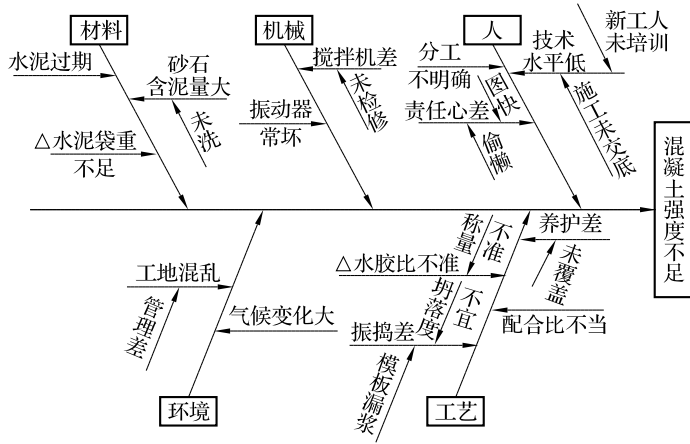 材料
机械
人
新工人
未培训
水泥过期
砂石
含泥量大
未洗
△水泥袋重
不足
搅拌机差
未检修
振动器
常坏
分工
不明确
图快
责任心差
偷懒
技术
水平低
施工未交底
混凝土强度不足
工地混乱
管理差
气候变化大
环境
称量
不准
△水胶比不准
坍落度
不宜
振捣差
模板漏浆
养护差
未覆盖
配合比不当
工艺